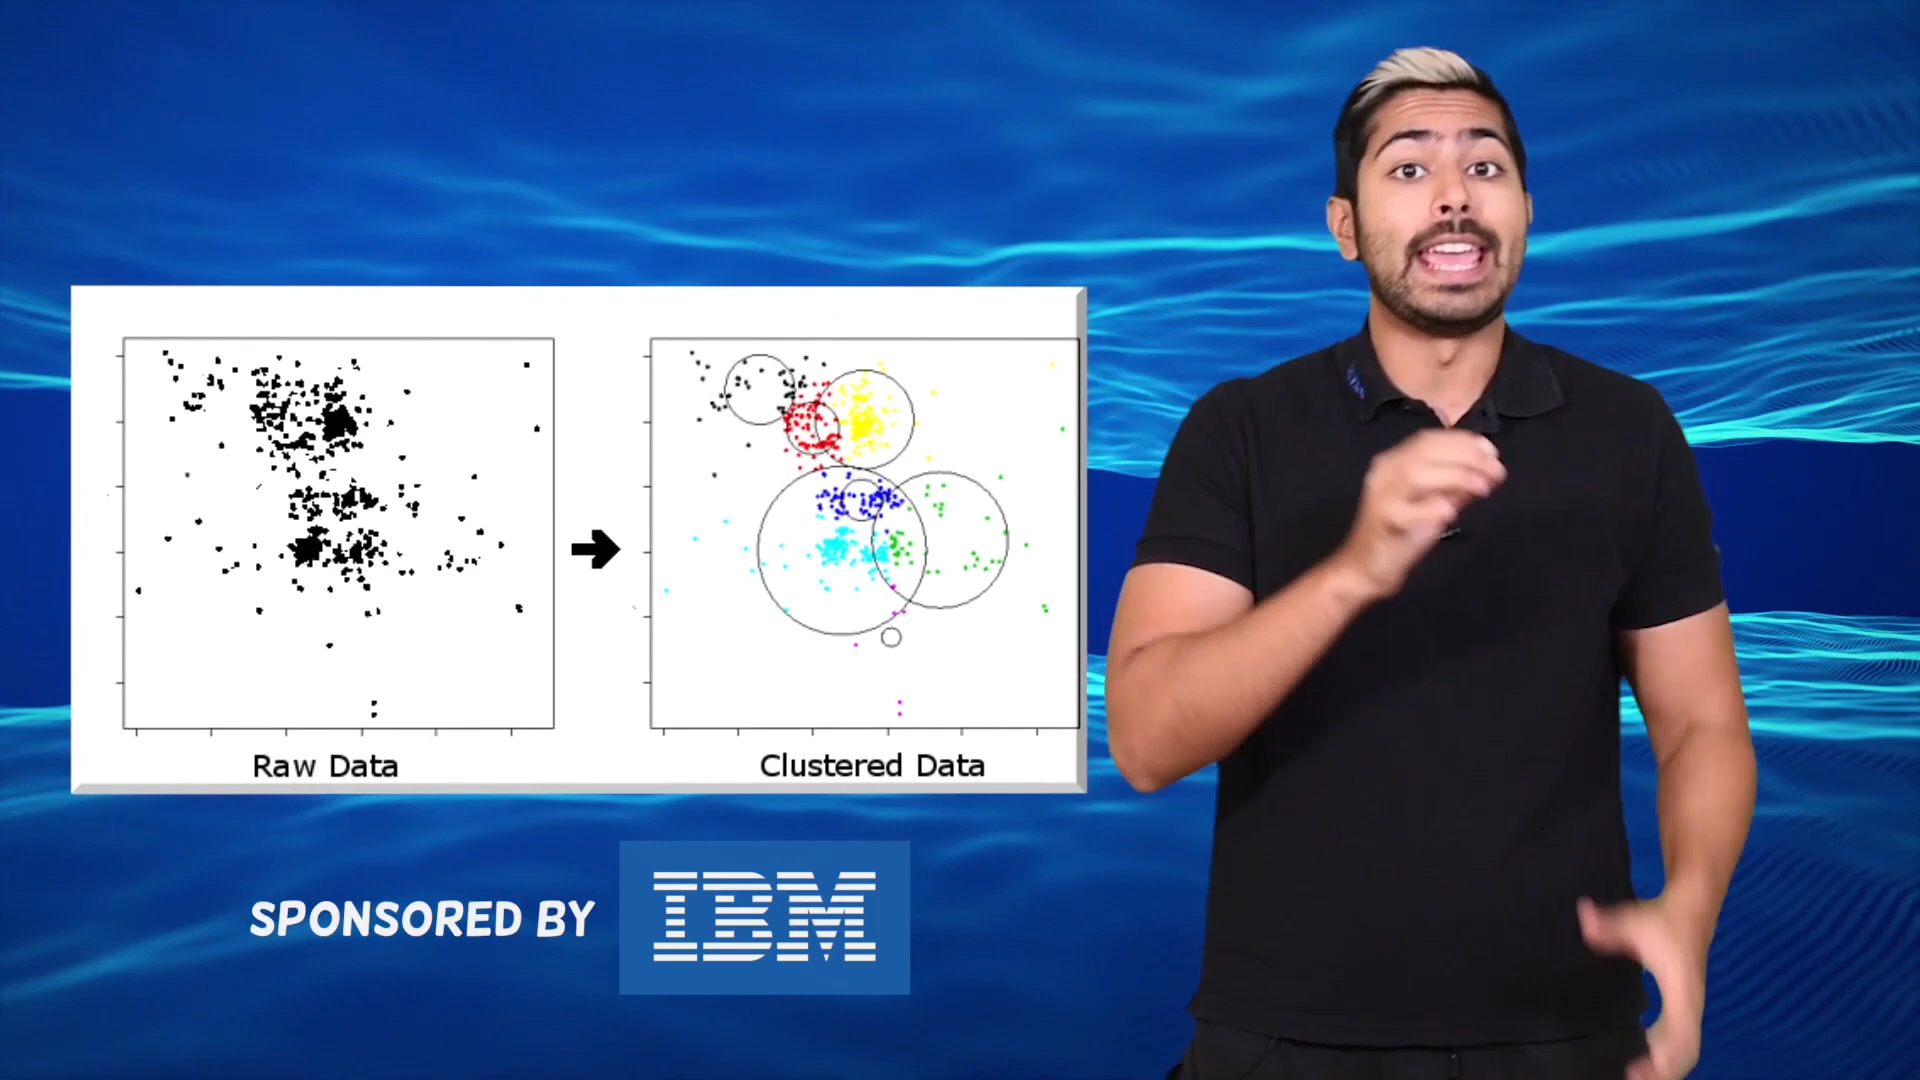 Raw Data
Clustered Data
SPONSORED BY
IBM